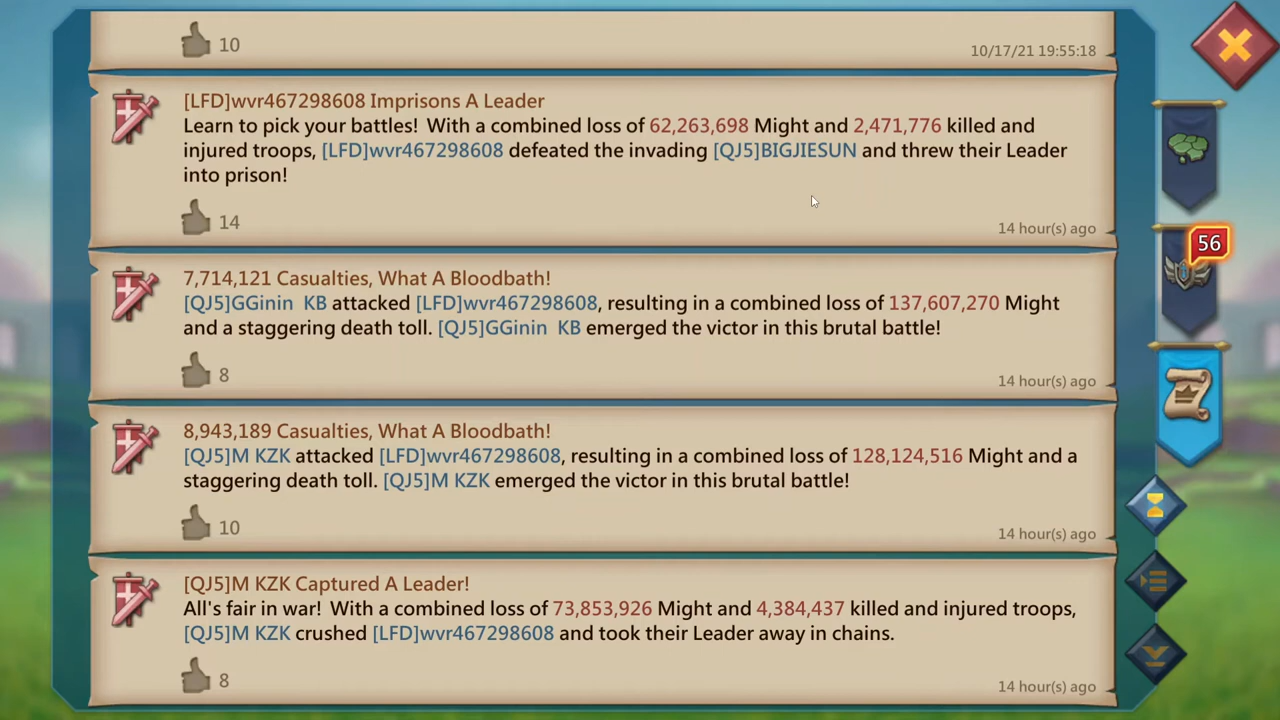 10
10/17/21 19:55:18
[LFD]wvr467298608 Imprisons A Leader
Learn to pick your battles! With a combined loss of 62,263,698 Might and 2,471,776 killed and
injured troops, [LFD]wvr467298608 defeated the invading [QJ5]BIGJIESUN and threw their Leader
into prison!
14
14 hour(s) ago
56
7,714,121 Casualties, What A Bloodbath!
[QJ5]GGinin KB attacked [LFD]wvr467298608, resulting in a combined loss of 137,607,270 Might
and a staggering death toll. [QJ5]GGinin KB emerged the victor in this brutal battle!
8
14 hour(s) ago
8,943,189 Casualties, What A Bloodbath!
[QJ5]M KZK attacked [LFD]wvr467298608, resulting in a combined loss of 128,124,516 Might and a
staggering death toll. [QJ5]M KZK emerged the victor in this brutal battle!
10
14 hour(s) ago
[QJ5]M KZK Captured A Leader!
All's fair in war! With a combined loss of 73,853,926 Might and 4,384,437 killed and injured troops,
[QJ5]M KZK crushed [LFD]wvr467298608 and took their Leader away in chains.
8
14 hour(s) ago